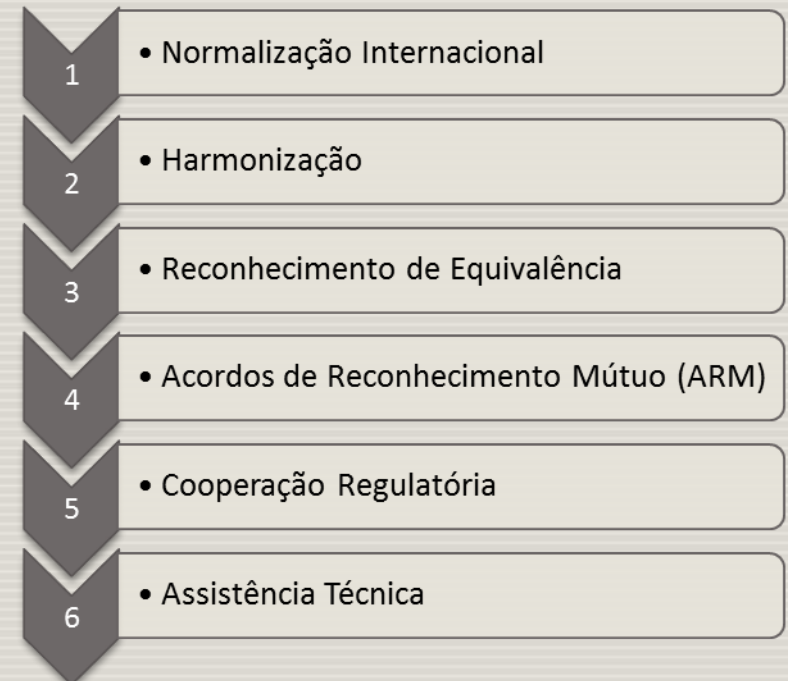 1 • Normalização Internacional
2 • Harmonização
3 • Reconhecimento de Equivalência
4 • Acordos de Reconhecimento Mútuo (ARM)
5 • Cooperação Regulatória
6 • Assistência Técnica